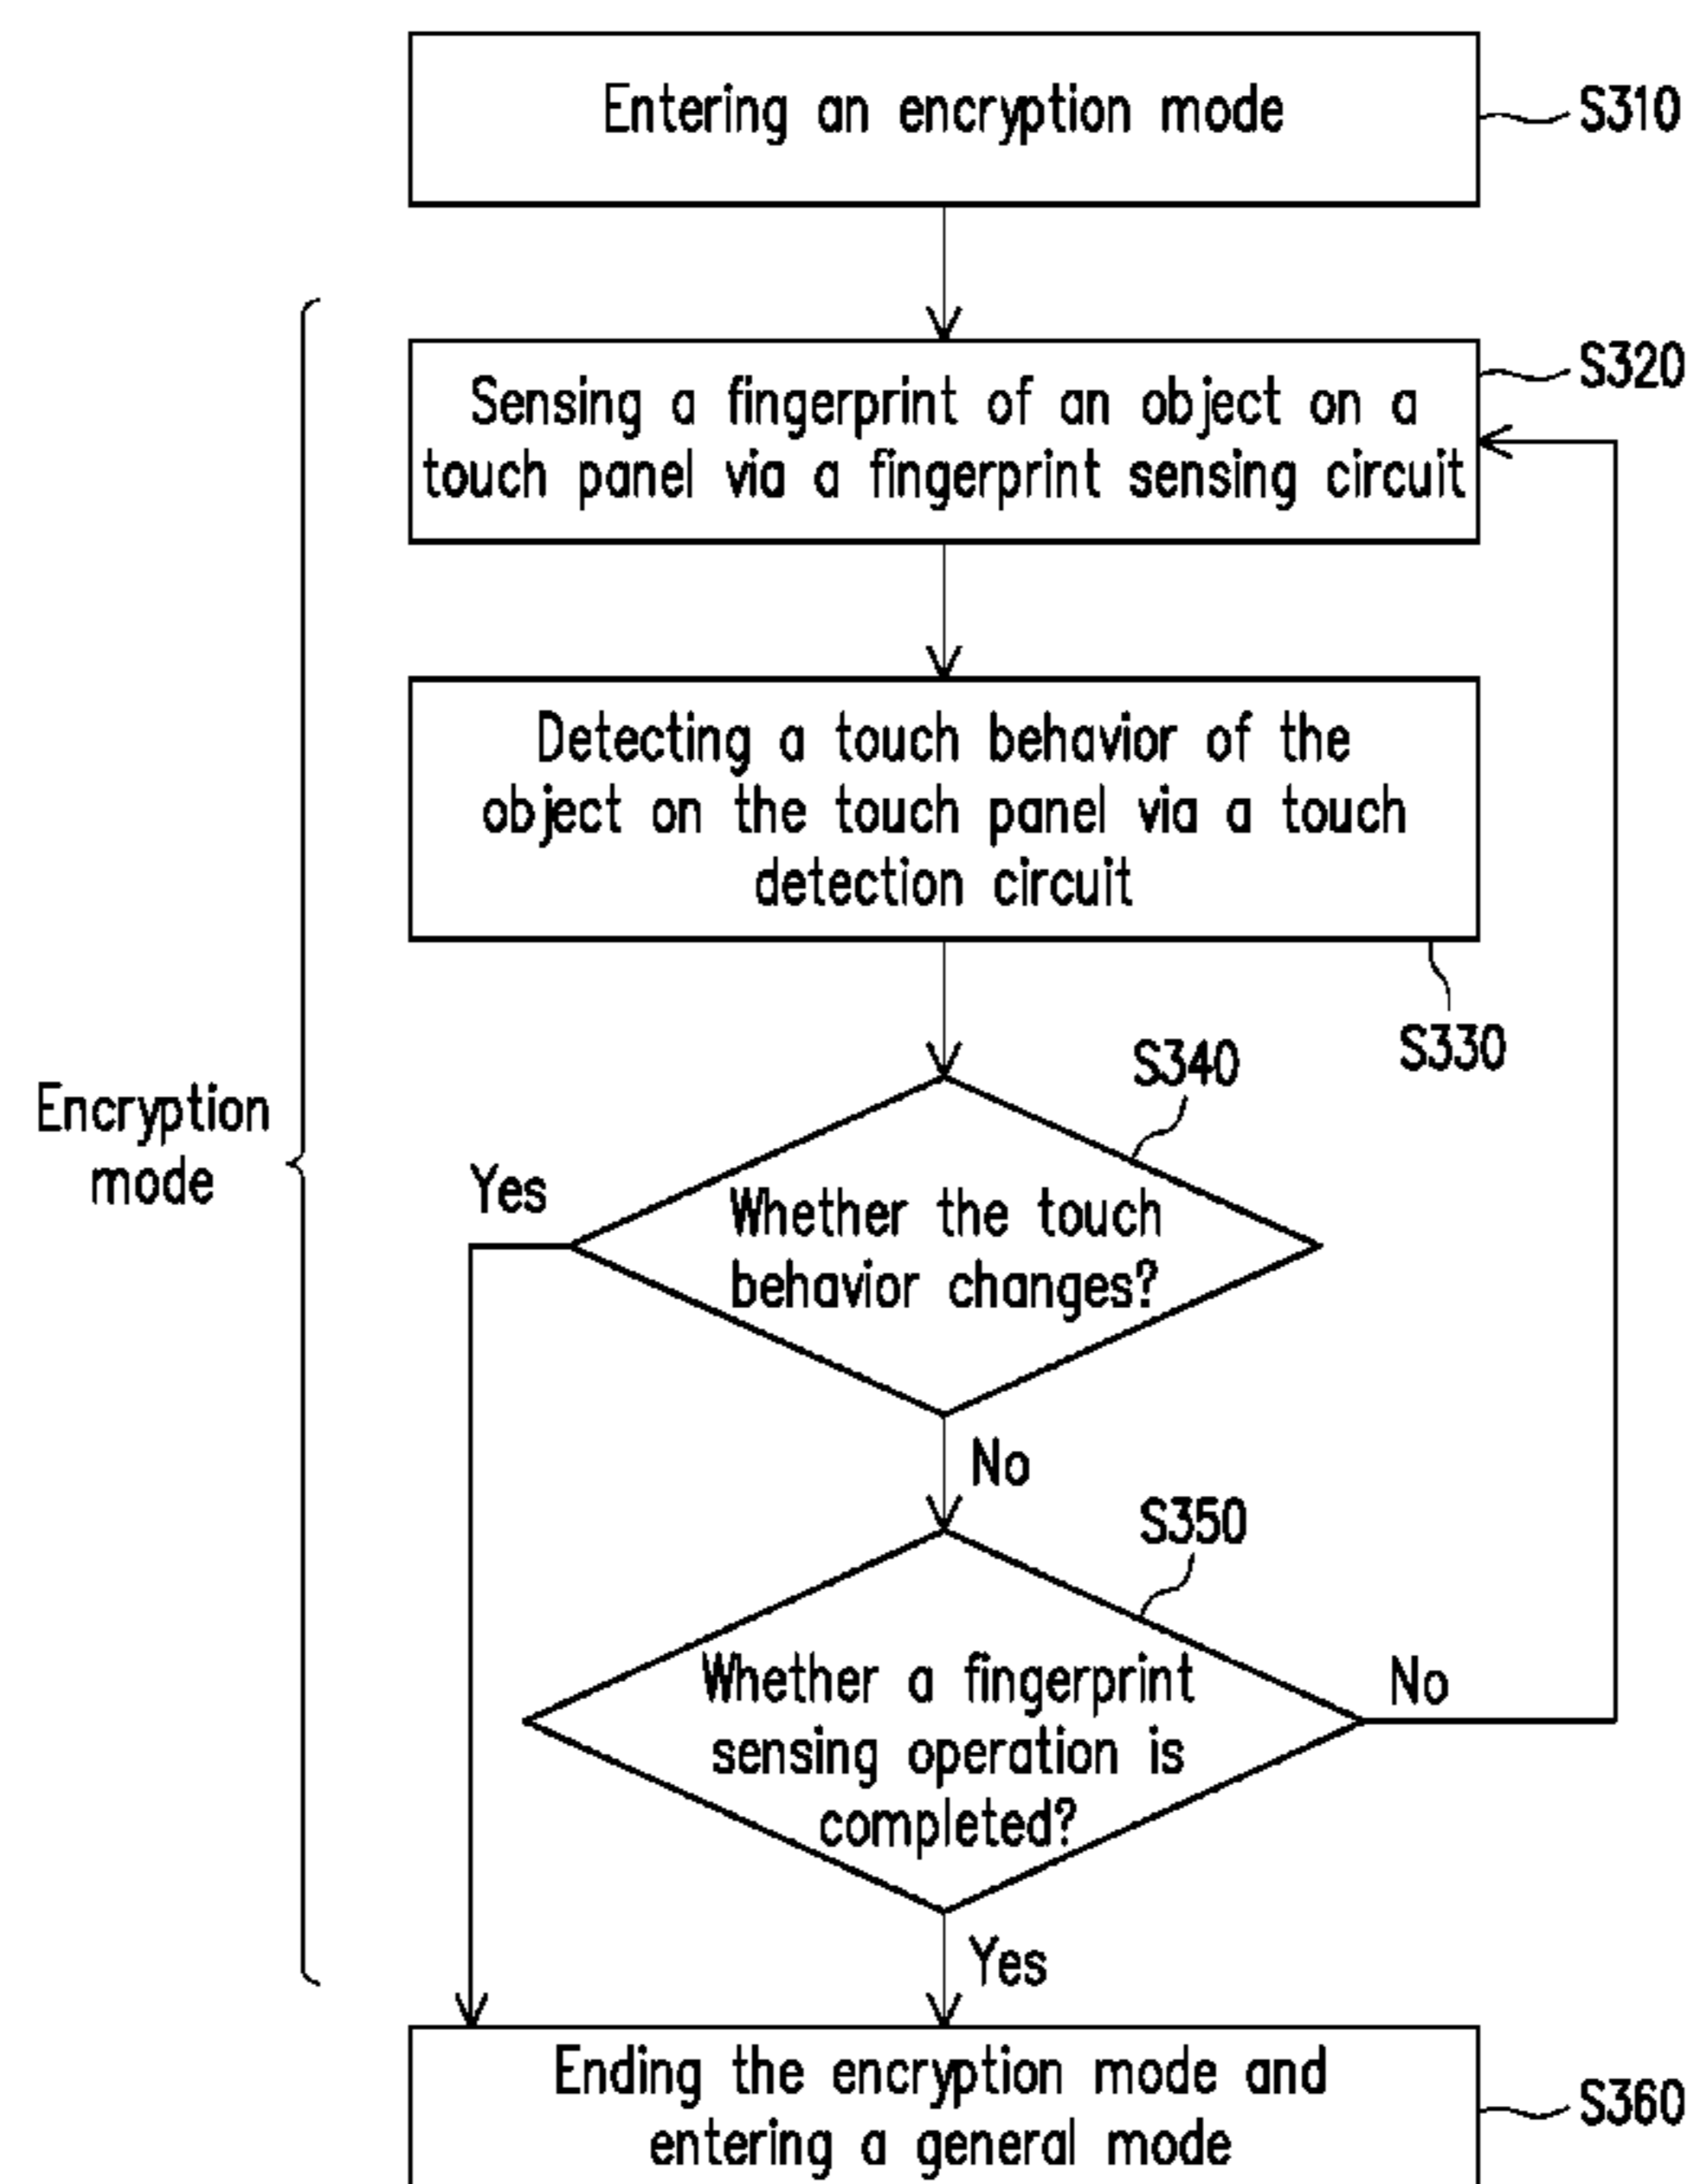 Entering an encryption mode
S310
Sensing a fingerprint of an object on a
touch panel via a fingerprint sensing circuit
S320
Detecting a touch behavior of the
object on the touch panel via a touch
detection circuit
S330
Encryption
mode
S340
Whether the touch
behavior changes?
Yes
No
S350
Whether a fingerprint
sensing operation is
completed?
No
Yes
Ending the encryption mode and
entering a general mode
S360